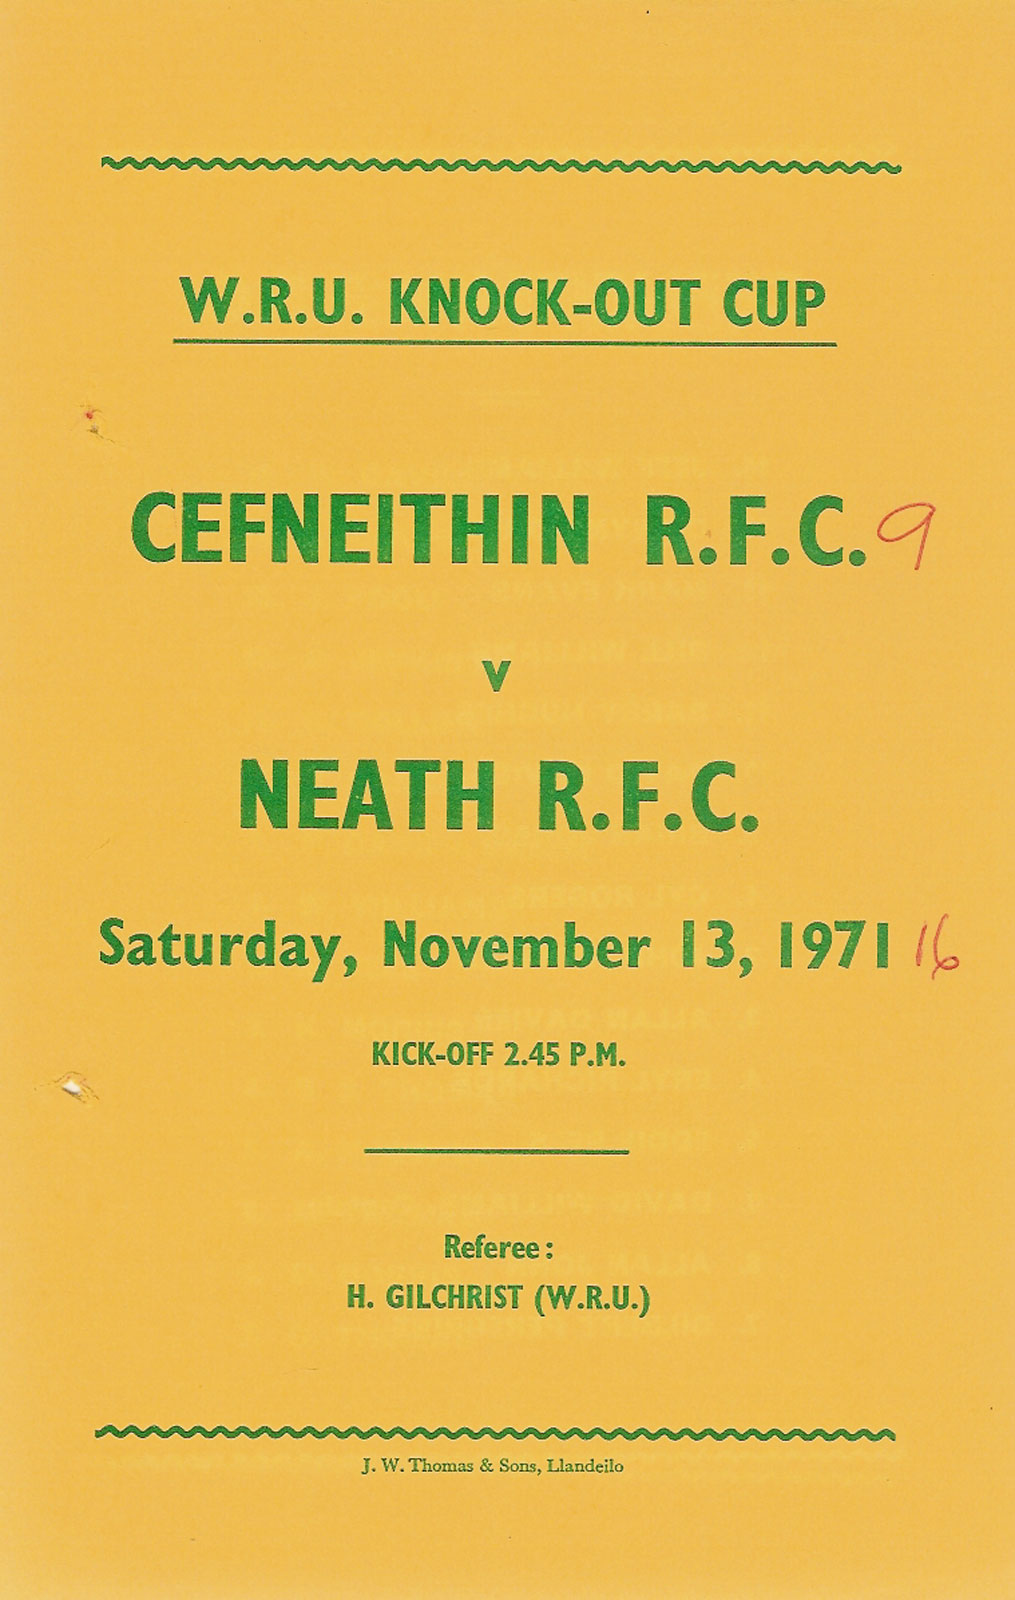 W.R.U. KNOCK-OUT CUP
CEFNEITHIN R.F.C. 9
v
NEATH R.F.C.
Saturday, November 13, 1971 16
KICK-OFF 2.45 P.M.
Referee:
H. GILCHRIST (W.R.U.)
J. W. Thomas & Sons, Llandeilo